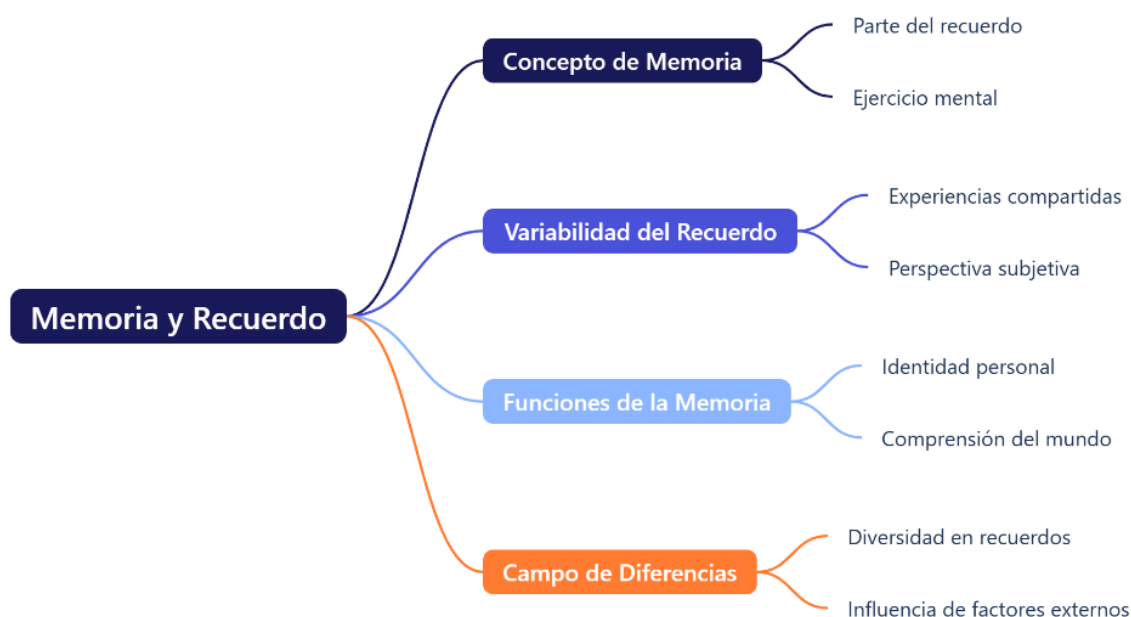 Memoria y Recuerdo
Concepto de Memoria
Parte del recuerdo
Ejercicio mental
Variabilidad del Recuerdo
Experiencias compartidas
Perspectiva subjetiva
Funciones de la Memoria
Identidad personal
Comprensión del mundo
Campo de Diferencias
Diversidad en recuerdos
Influencia de factores externos